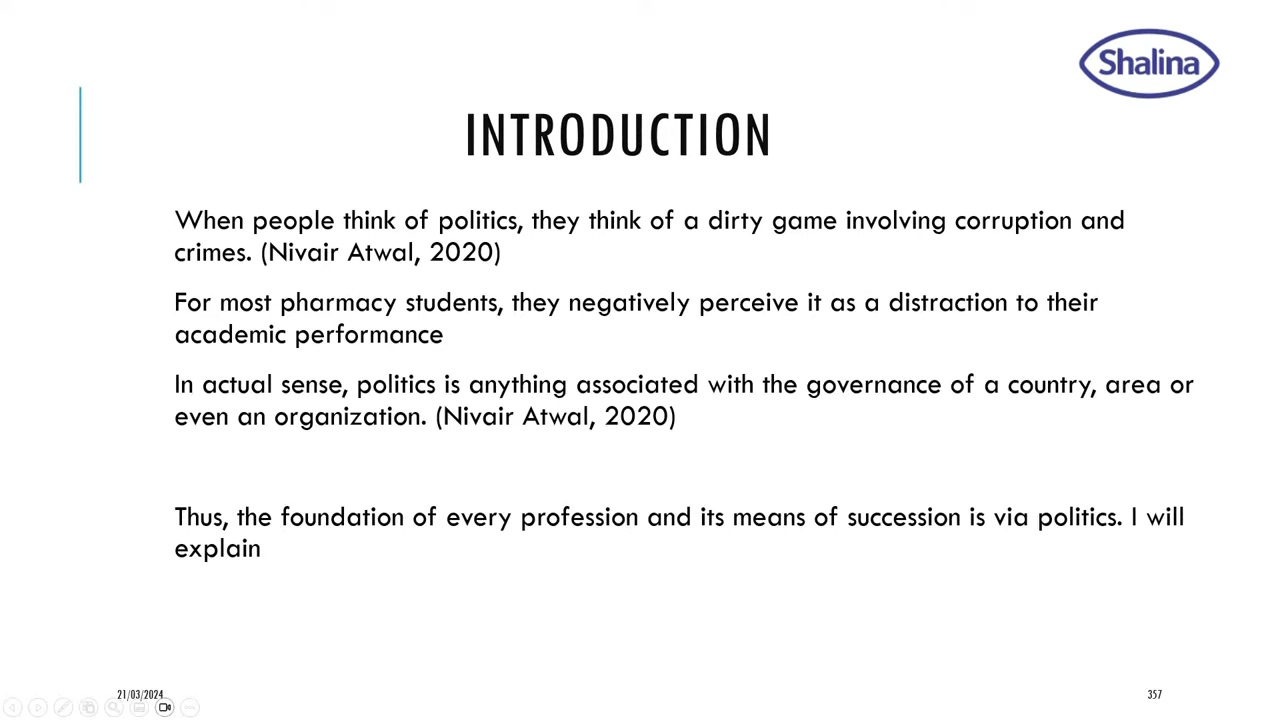 Shalina
INTRODUCTION
When people think of politics, they think of a dirty game involving corruption and
crimes. (Nivair Atwal, 2020)
For most pharmacy students, they negatively perceive it as a distraction to their
academic performance
In actual sense, politics is anything associated with the governance of a country, area or
even an organization. (Nivair Atwal, 2020)
Thus, the foundation of every profession and its means of succession is via politics. I will
explain
21/03/2024
357